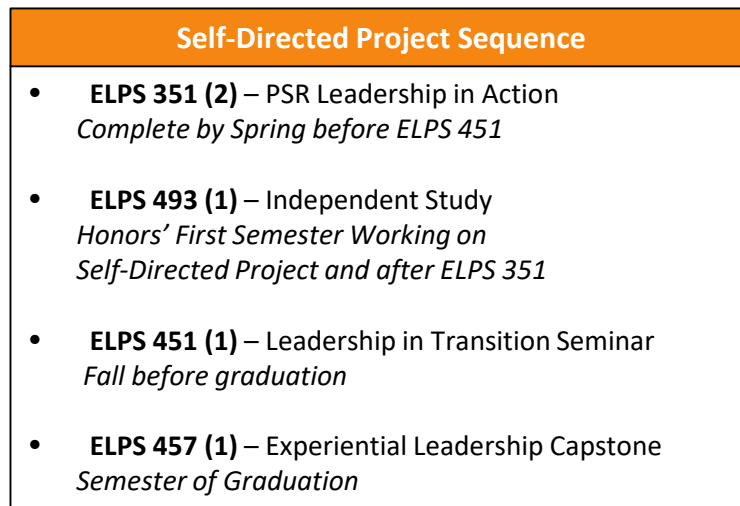 Self-Directed Project Sequence
• ELPS 351 (2) – PSR Leadership in Action
Complete by Spring before ELPS 451
• ELPS 493 (1) – Independent Study
Honors’ First Semester Working on
Self-Directed Project and after ELPS 351
• ELPS 451 (1) – Leadership in Transition Seminar
Fall before graduation
• ELPS 457 (1) – Experiential Leadership Capstone
Semester of Graduation